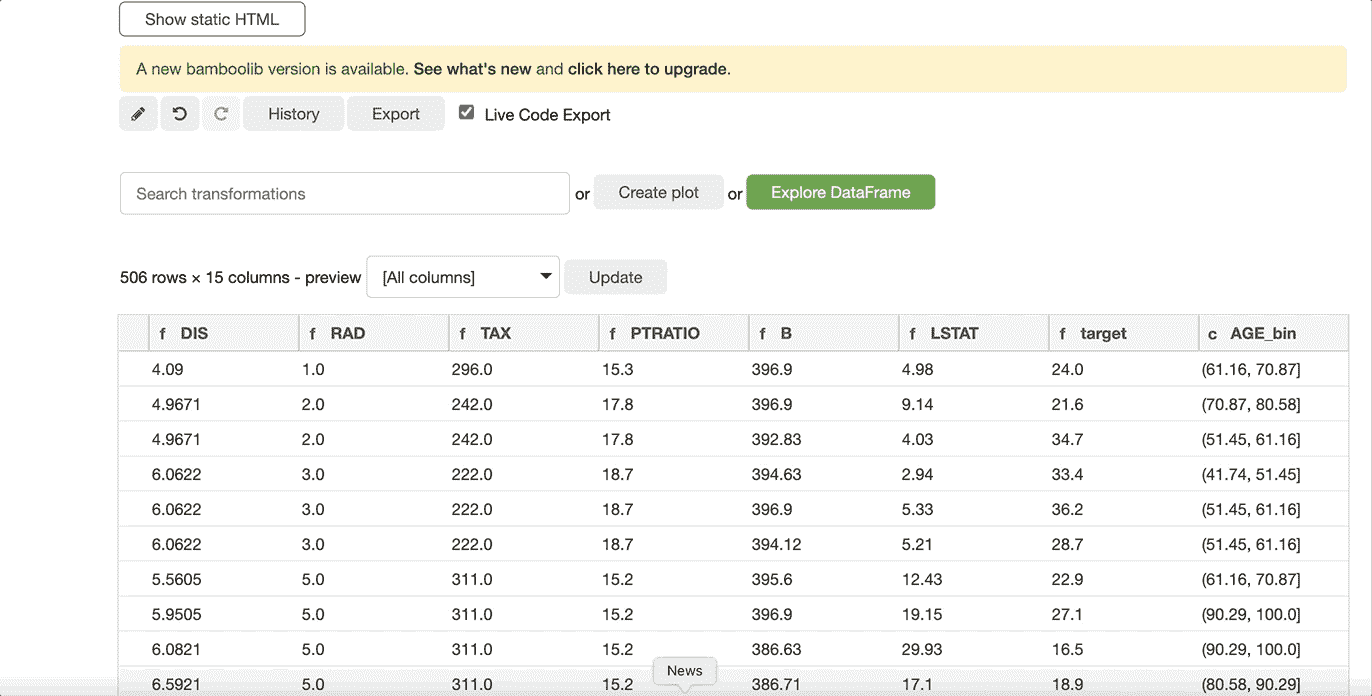 Show static HTML
A new bamboolib version is available. See what's new and click here to upgrade.
History Export Live Code Export
Search transformations or Create plot or Explore DataFrame
506 rows × 15 columns - preview [All columns] Update
f DIS f RAD f TAX f PTRATIO f B f LSTAT f target c AGE_bin
4.09 1.0 296.0 15.3 396.9 4.98 24.0 (61.16, 70.87]
4.9671 2.0 242.0 17.8 396.9 9.14 21.6 (70.87, 80.58]
4.9671 2.0 242.0 17.8 392.83 4.03 34.7 (51.45, 61.16]
6.0622 3.0 222.0 18.7 394.63 2.94 33.4 (41.74, 51.45]
6.0622 3.0 222.0 18.7 396.9 5.33 36.2 (51.45, 61.16]
6.0622 3.0 222.0 18.7 394.12 5.21 28.7 (51.45, 61.16]
5.5605 5.0 311.0 15.2 395.6 12.43 22.9 (61.16, 70.87]
5.9505 5.0 311.0 15.2 396.9 19.15 27.1 (90.29, 100.0]
6.0821 5.0 311.0 15.2 386.63 29.93 16.5 (90.29, 100.0]
News
6.5921 5.0 311.0 15.2 386.71 17.1 18.9 (80.58, 90.29]